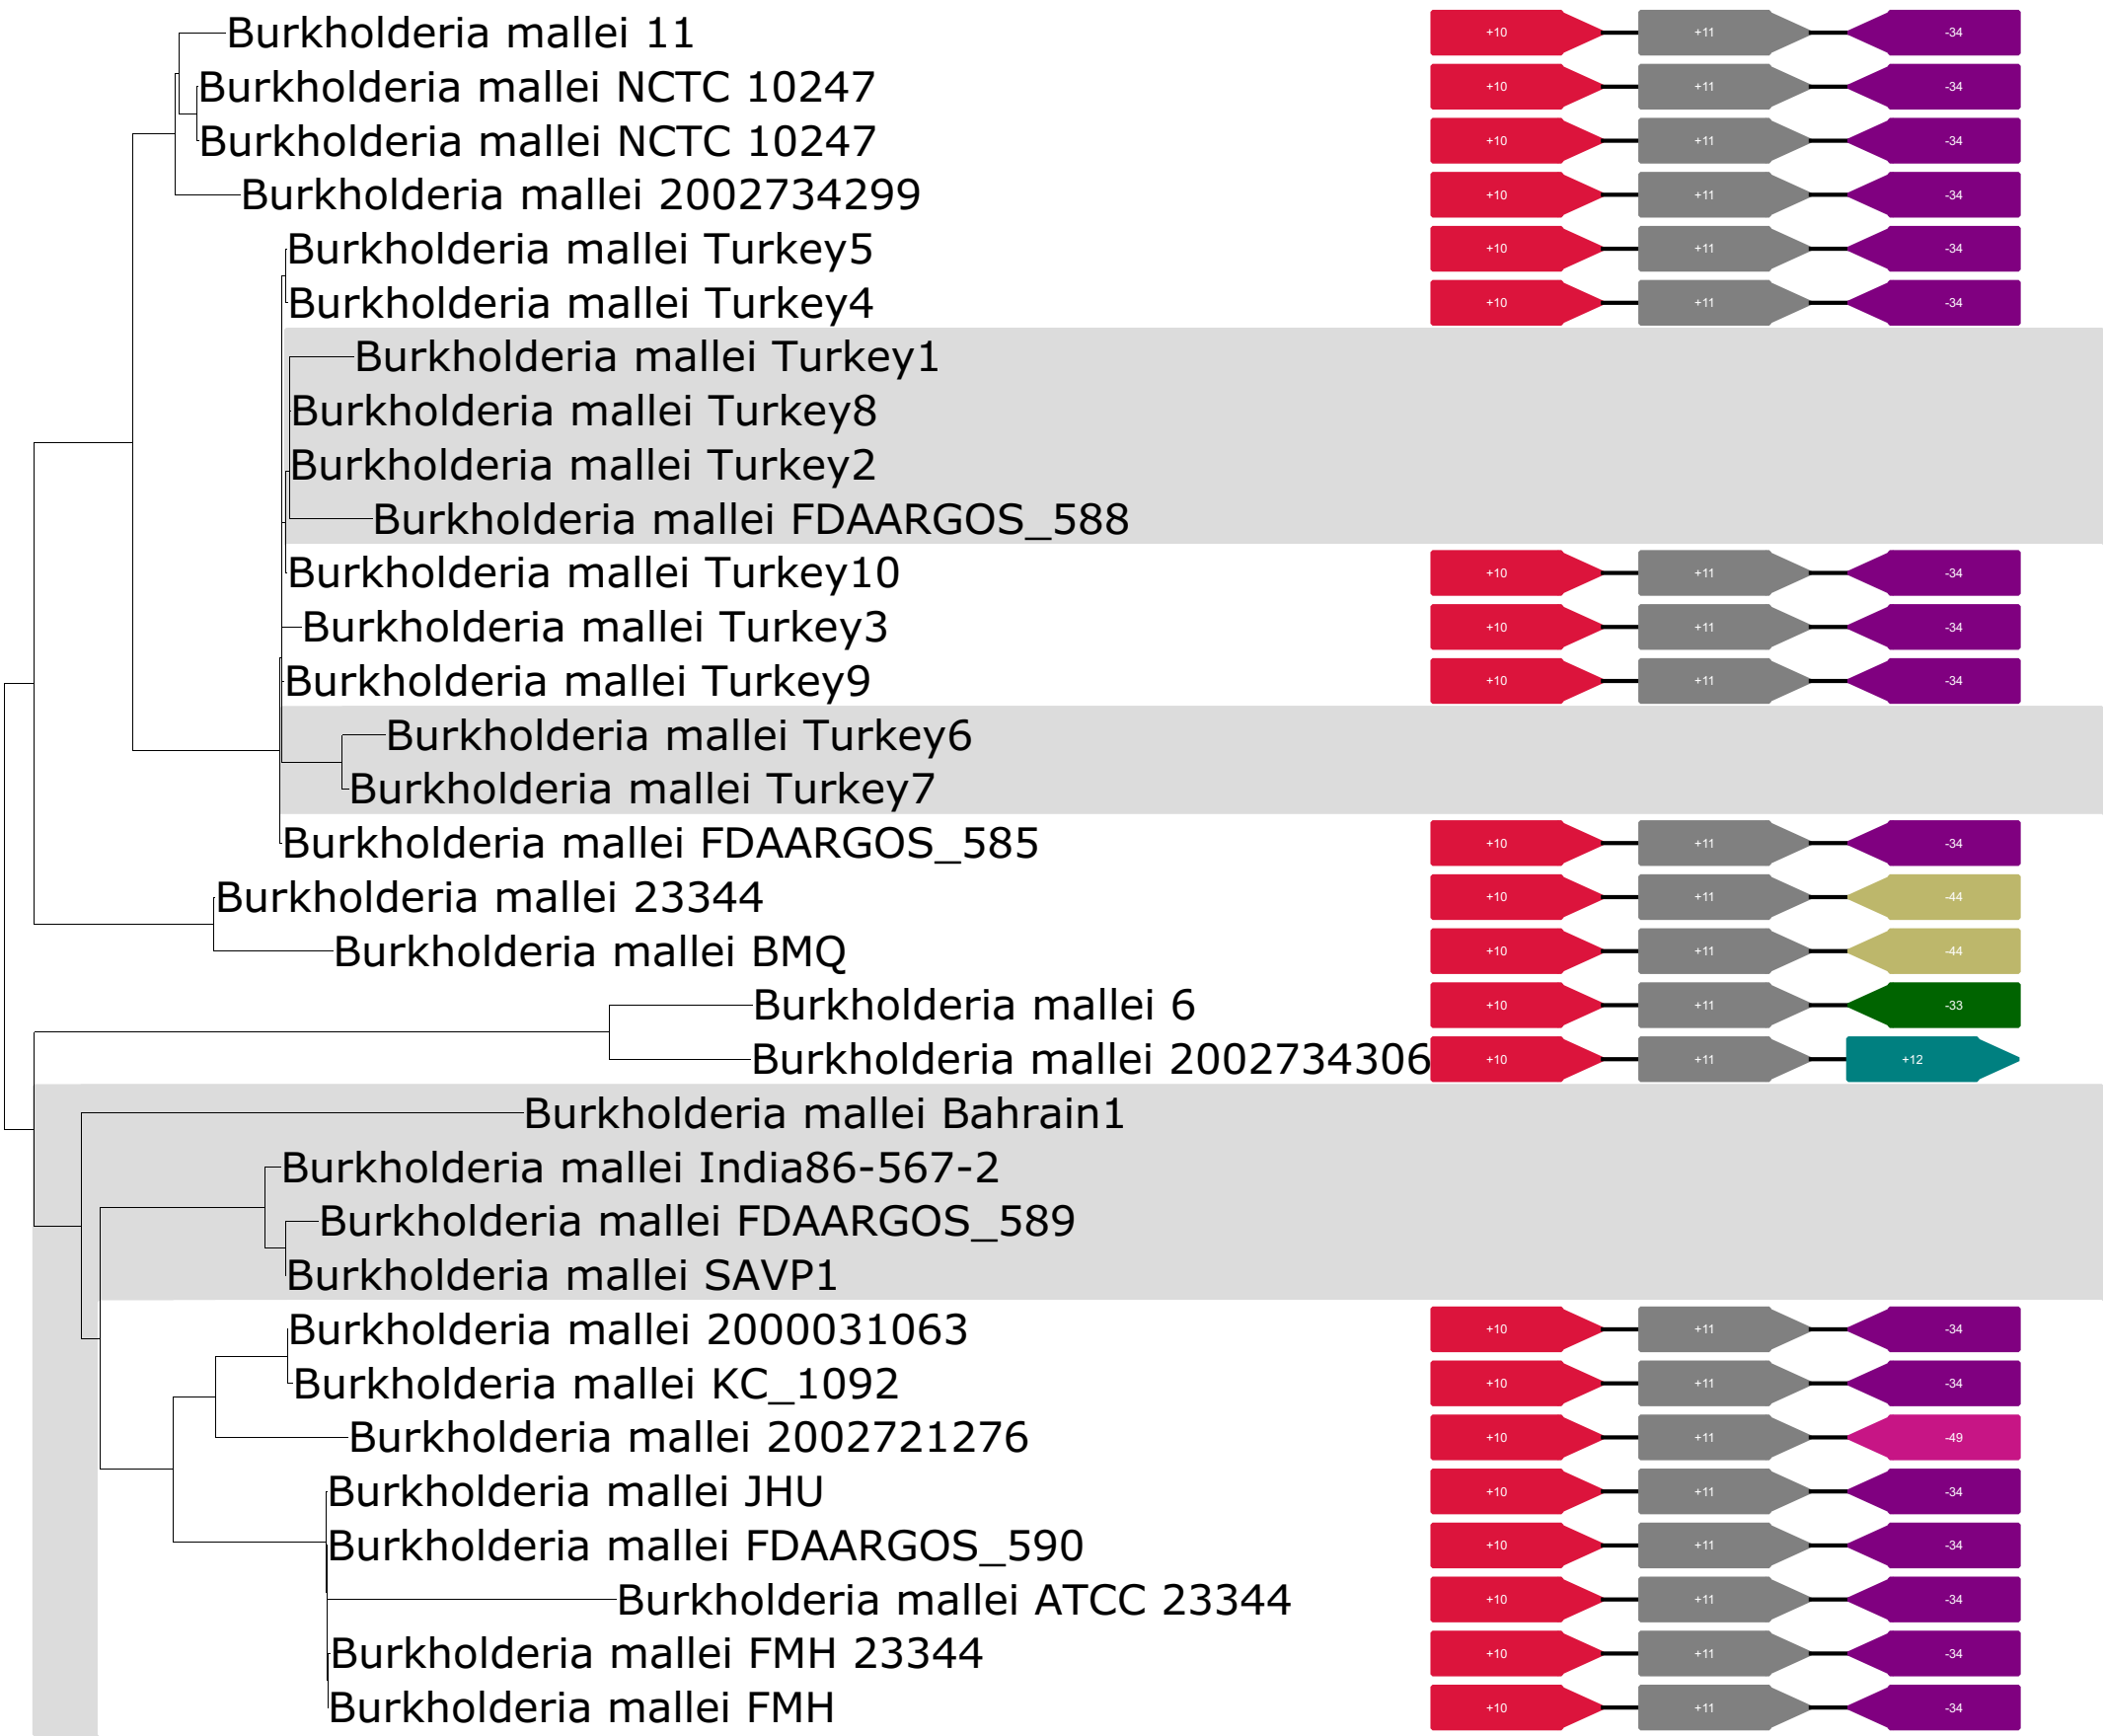 Burkholderia mallei 11 +10 +11 -34
Burkholderia mallei NCTC 10247 +10 +11 -34
Burkholderia mallei NCTC 10247 +10 +11 -34
Burkholderia mallei 2002734299 +10 +11 -34
Burkholderia mallei Turkey5 +10 +11 -34
Burkholderia mallei Turkey4 +10 +11 -34
Burkholderia mallei Turkey1
Burkholderia mallei Turkey8
Burkholderia mallei Turkey2
Burkholderia mallei FDAARGOS_588
Burkholderia mallei Turkey10 +10 +11 -34
Burkholderia mallei Turkey3 +10 +11 -34
Burkholderia mallei Turkey9 +10 +11 -34
Burkholderia mallei Turkey6
Burkholderia mallei Turkey7
Burkholderia mallei FDAARGOS_585 +10 +11 -34
Burkholderia mallei 23344 +10 +11 -44
Burkholderia mallei BMQ +10 +11 -44
Burkholderia mallei 6 +10 +11 -33
Burkholderia mallei 2002734306 +10 +11 +12
Burkholderia mallei Bahrain1
Burkholderia mallei India86-567-2
Burkholderia mallei FDAARGOS_589
Burkholderia mallei SAVP1
Burkholderia mallei 2000031063 +10 +11 -34
Burkholderia mallei KC_1092 +10 +11 -34
Burkholderia mallei 2002721276 +10 +11 -49
Burkholderia mallei JHU +10 +11 -34
Burkholderia mallei FDAARGOS_590 +10 +11 -34
Burkholderia mallei ATCC 23344 +10 +11 -34
Burkholderia mallei FMH 23344 +10 +11 -34
Burkholderia mallei FMH +10 +11 -34